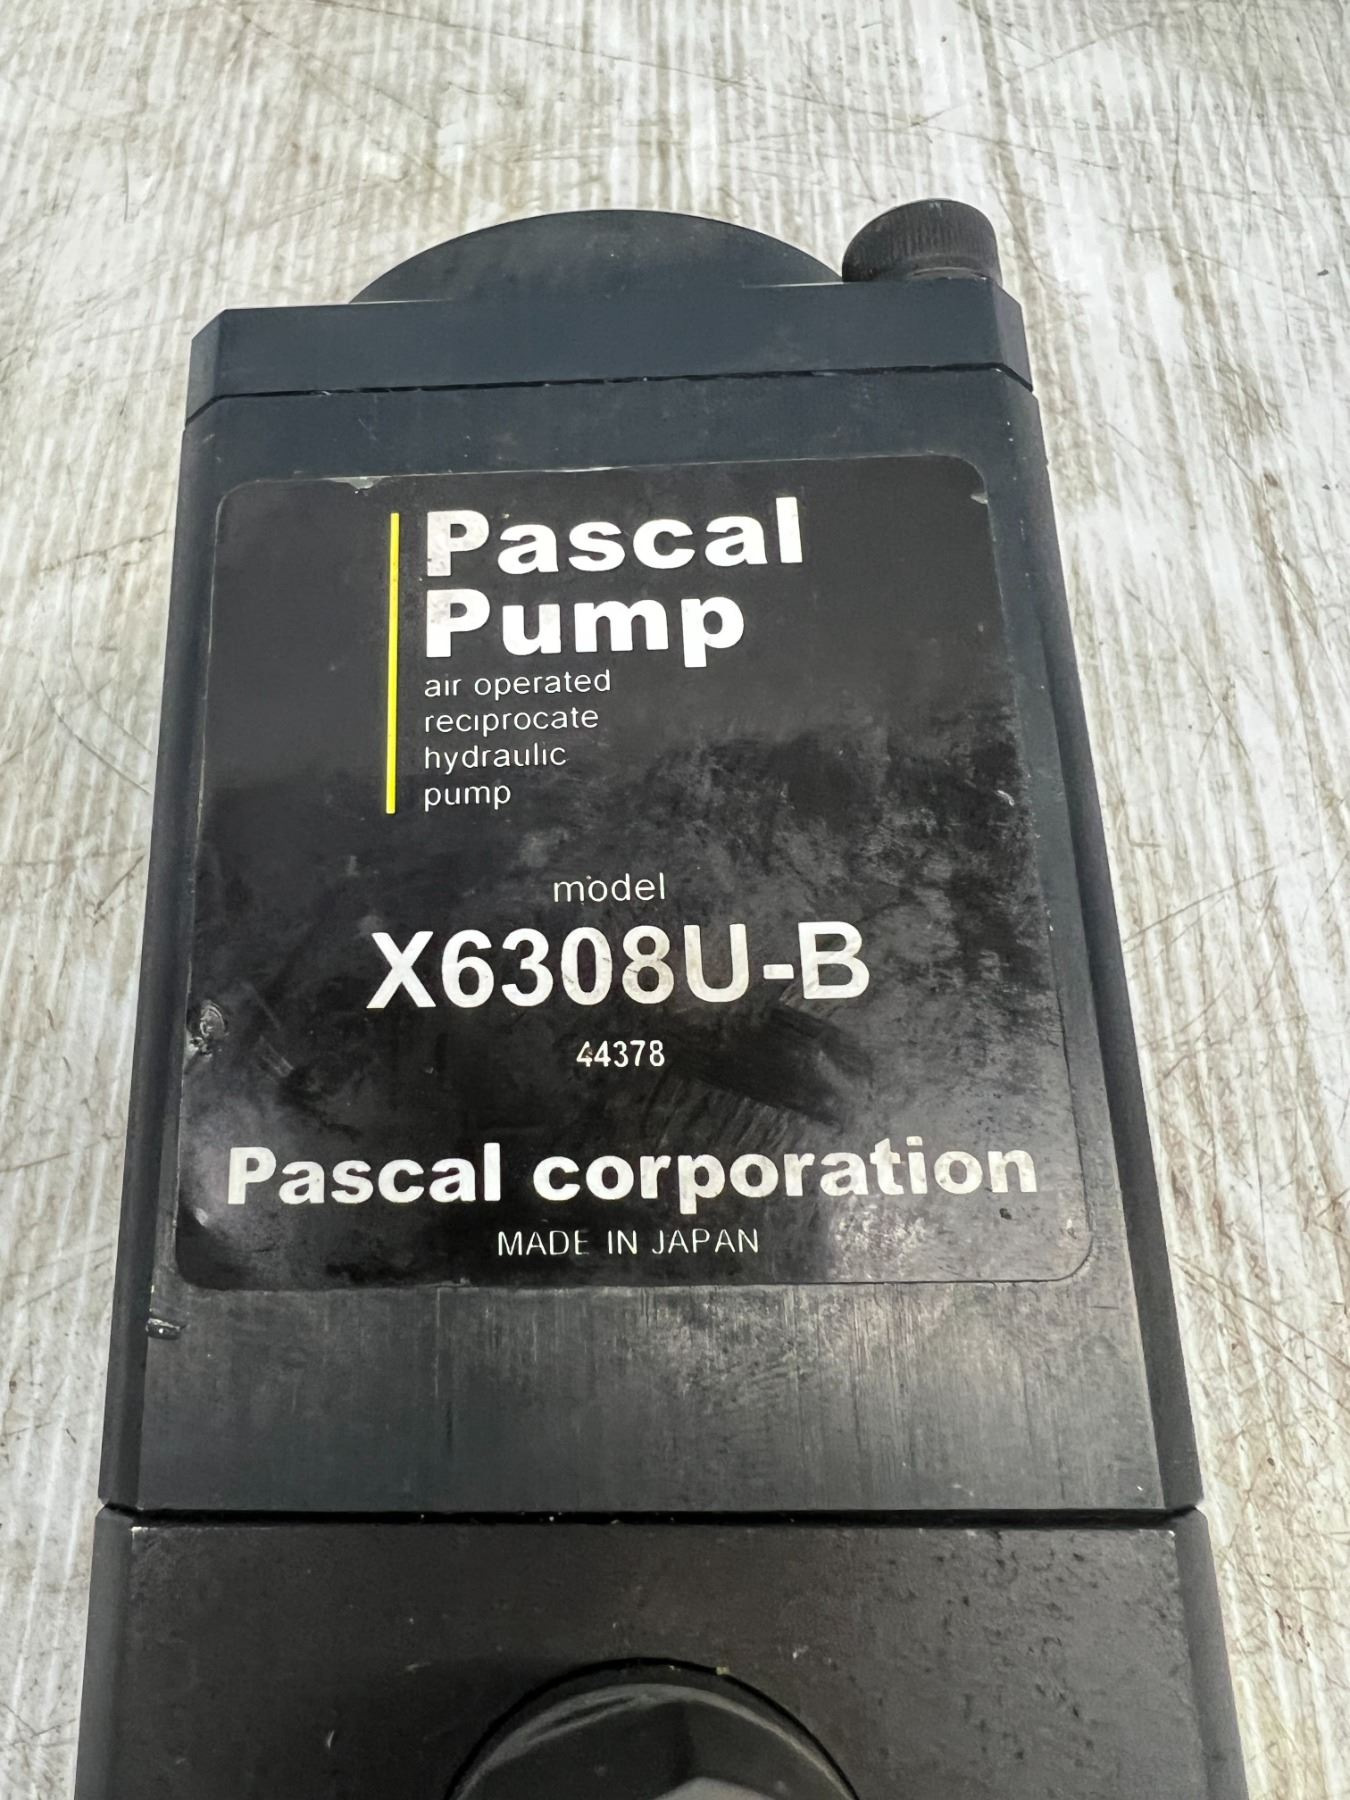 Pascal
Pump
air operated
reciprocate
hydraulic
pump
model
X6308U-B
44378
Pascal corporation
MADE IN JAPAN